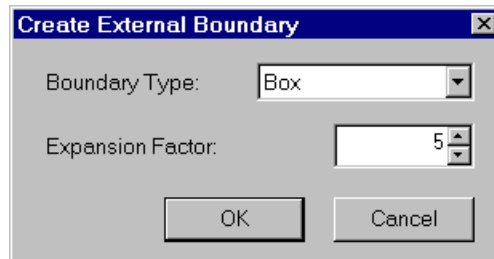 Create External Boundary
Boundary Type: Box
Expansion Factor: 5
OK Cancel